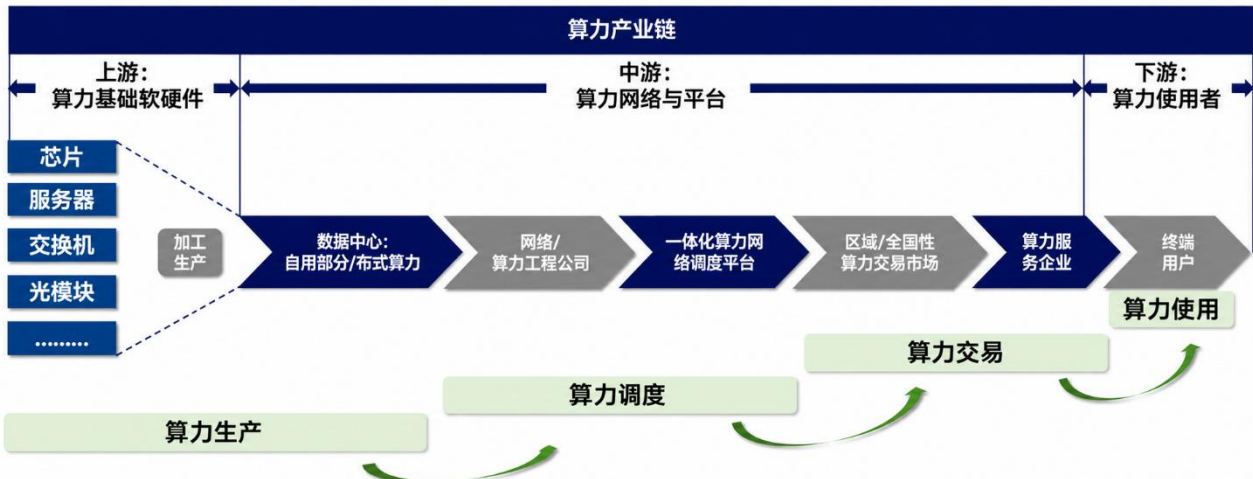 算力产业链
上游：
算力基础软硬件
中游：
算力网络与平台
下游：
算力使用者
芯片
服务器
交换机
光模块
………
加工
生产
数据中心：
自用部分/布式算力
网络/
算力工程公司
一体化算力网
络调度平台
区域/全国性
算力交易市场
算力服
务企业
终端
用户
算力使用
算力交易
算力调度
算力生产